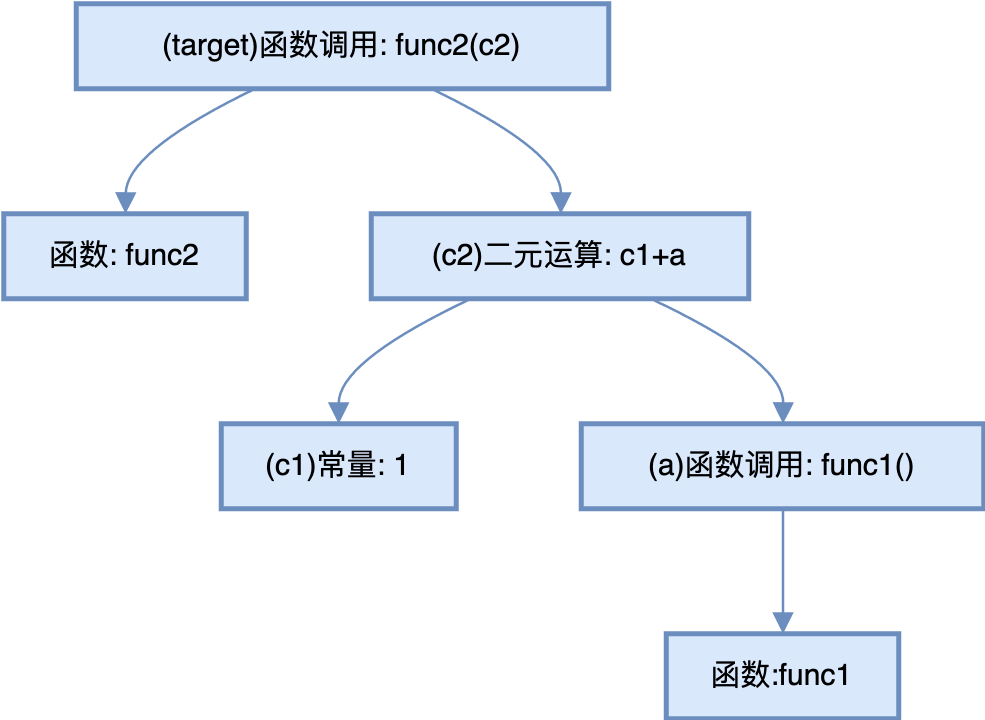 (target)函数调用: func2(c2)
函数: func2
(c2)二元运算: c1+a
(c1)常量: 1
(a)函数调用: func1()
函数:func1